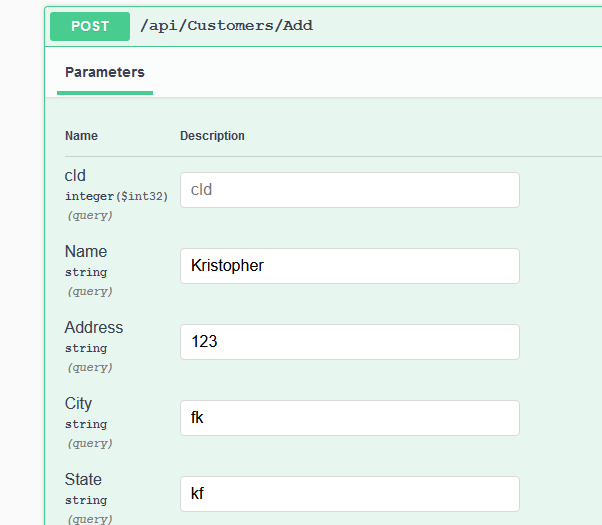 POST /api/Customers/Add
Parameters
Name Description
cId
integer($int32)
(query)
cId
Name
string
(query)
Kristopher
Address
string
(query)
123
City
string
(query)
fk
State
string
(query)
kf